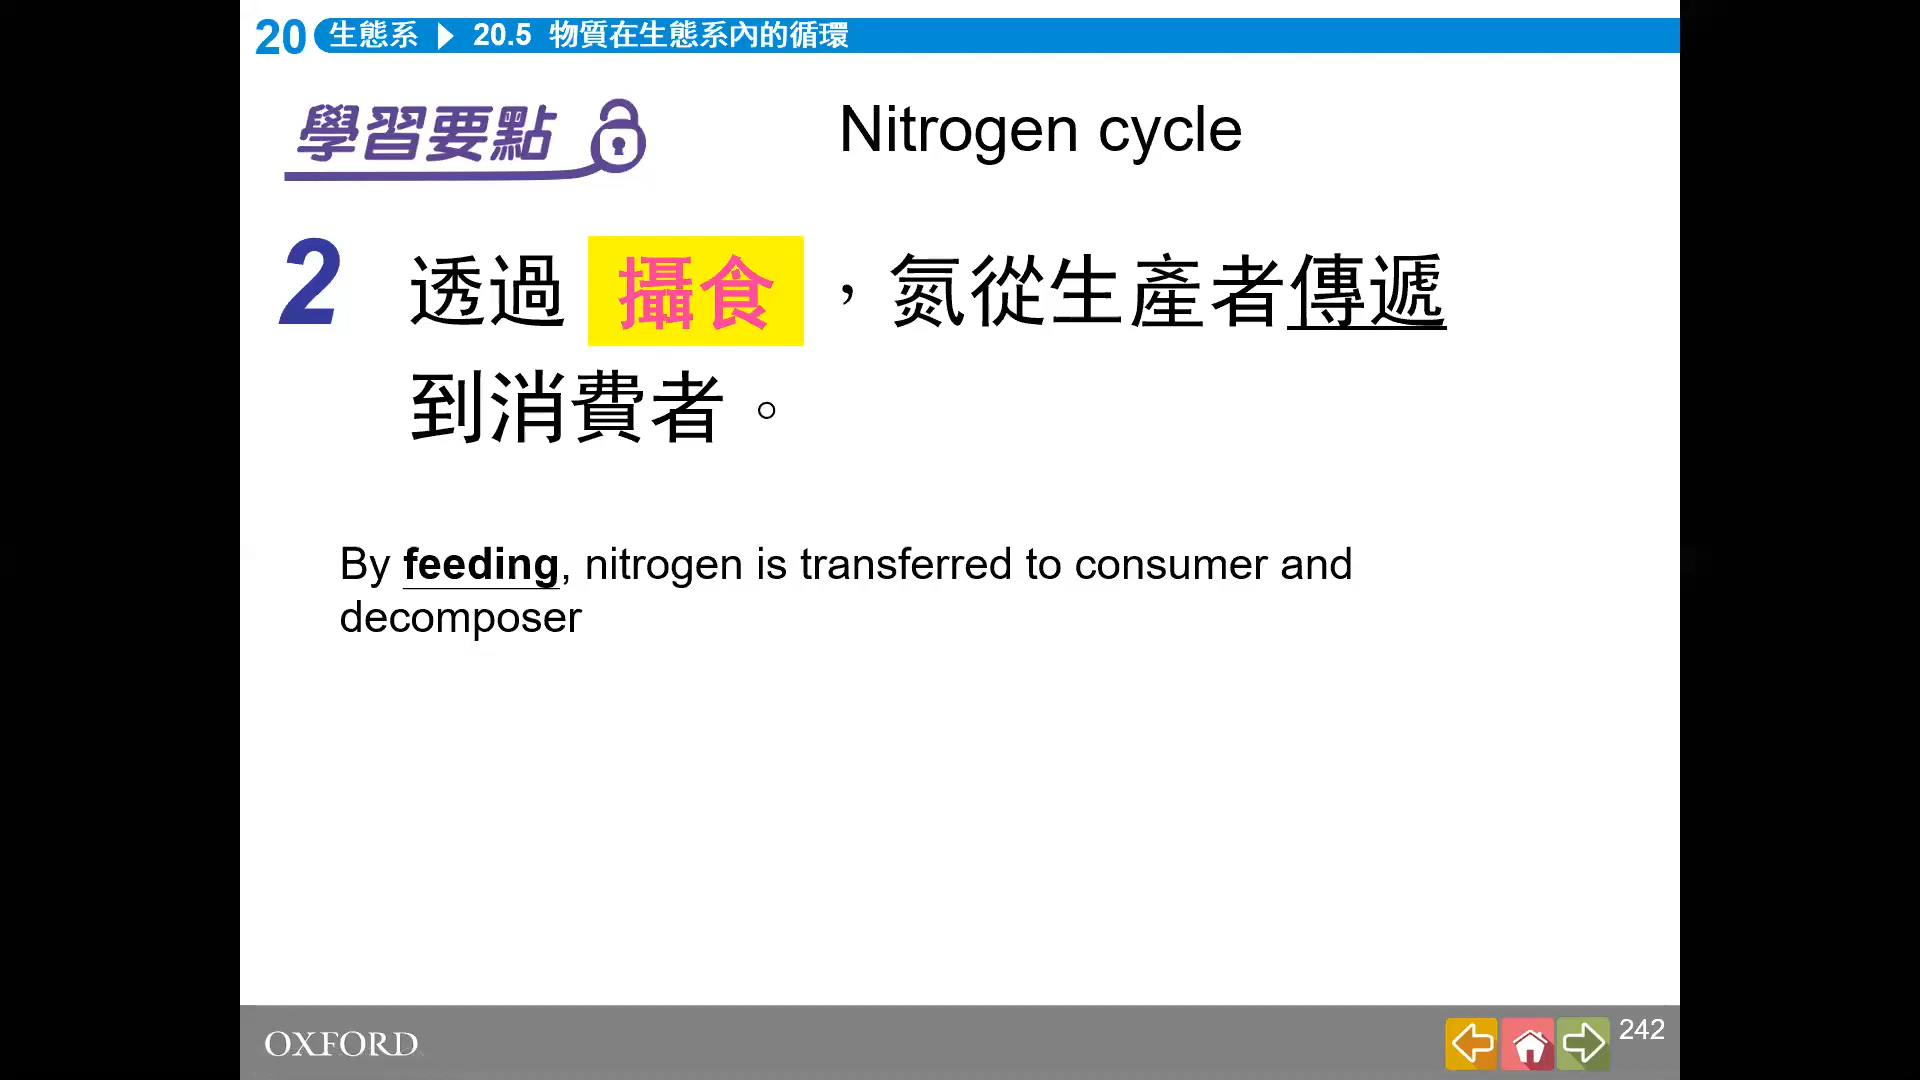 20 生態系 ▶ 20.5 物質在生態系內的循環
學習要點
Nitrogen cycle
2 透過 攝食 ，氮從生產者傳遞
到消費者。
By feeding, nitrogen is transferred to consumer and
decomposer
OXFORD
242